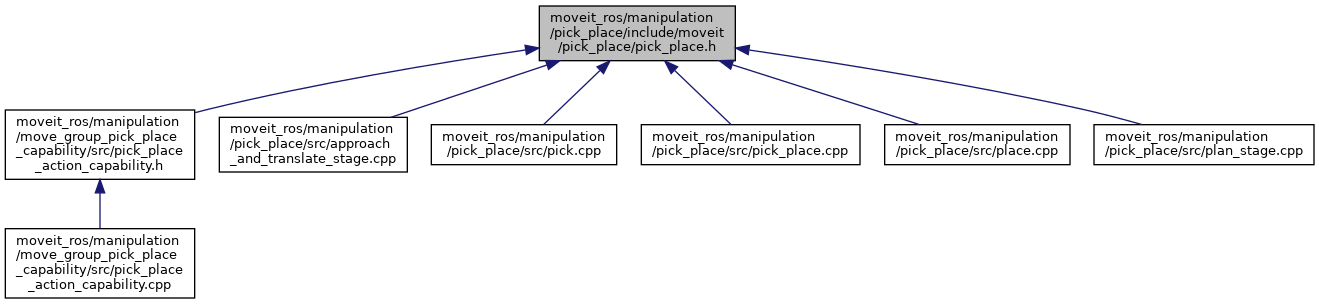 moveit_ros/manipulation
/pick_place/include/moveit
/pick_place/pick_place.h
moveit_ros/manipulation
/move_group_pick_place
_capability/src/pick_place
_action_capability.h
moveit_ros/manipulation
/pick_place/src/approach
_and_translate_stage.cpp
moveit_ros/manipulation
/pick_place/src/pick.cpp
moveit_ros/manipulation
/pick_place/src/pick_place.cpp
moveit_ros/manipulation
/pick_place/src/place.cpp
moveit_ros/manipulation
/pick_place/src/plan_stage.cpp
moveit_ros/manipulation
/move_group_pick_place
_capability/src/pick_place
_action_capability.cpp